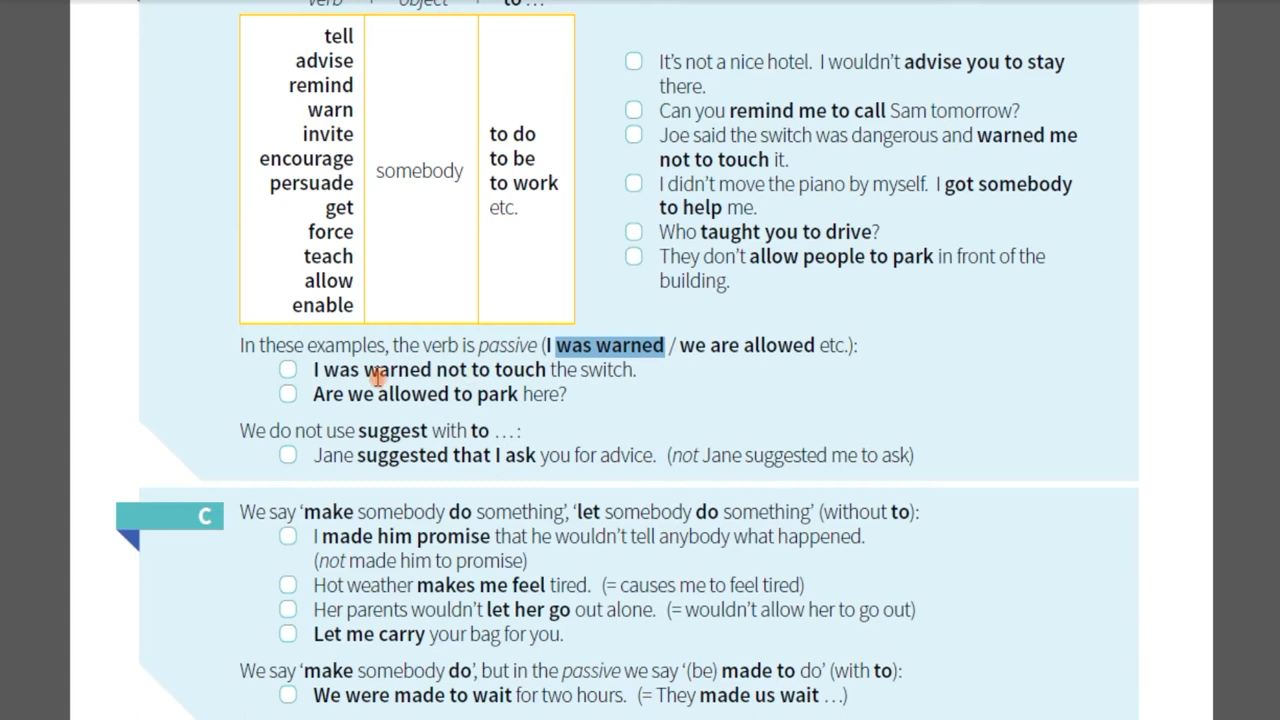 verb object to …
tell
advise
remind
warn
invite
encourage
persuade
get
force
teach
allow
enable
somebody
to do
to be
to work
etc.
It's not a nice hotel. I wouldn't advise you to stay
there.
Can you remind me to call Sam tomorrow?
Joe said the switch was dangerous and warned me
not to touch it.
I didn't move the piano by myself. I got somebody
to help me.
Who taught you to drive?
They don't allow people to park in front of the
building.
In these examples, the verb is passive (I was warned / we are allowed etc.):
I was warned not to touch the switch.
Are we allowed to park here?
We do not use suggest with to …:
Jane suggested that I ask you for advice. (not Jane suggested me to ask)
C
We say 'make somebody do something', 'let somebody do something' (without to):
I made him promise that he wouldn't tell anybody what happened.
(not made him to promise)
Hot weather makes me feel tired. (= causes me to feel tired)
Her parents wouldn't let her go out alone. (= wouldn't allow her to go out)
Let me carry your bag for you.
We say 'make somebody do', but in the passive we say '(be) made to do' (with to):
We were made to wait for two hours. (= They made us wait …)